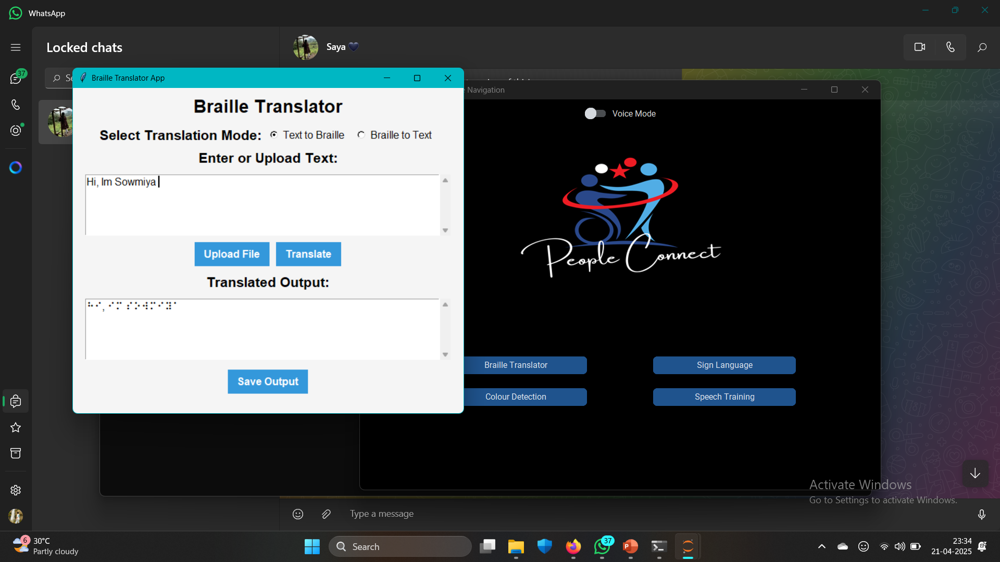 WhatsApp
Locked chats
Saya 🖤
37
Braille Translator App
Navigation
Braille Translator
Voice Mode
Select Translation Mode: Text to Braille Braille to Text
Enter or Upload Text:
Hi, Im Sowmiya
Upload File Translate
People Connect
Translated Output:
⠓⠊, ⠊⠍ ⠎⠕⠺⠍⠊⠽⠁
Braille Translator Sign Language
Save Output
Colour Detection Speech Training
Activate Windows
Go to Settings to activate Windows.
Type a message
6 30°C
Partly cloudy
Search
37
P
23:34
21-04-2025